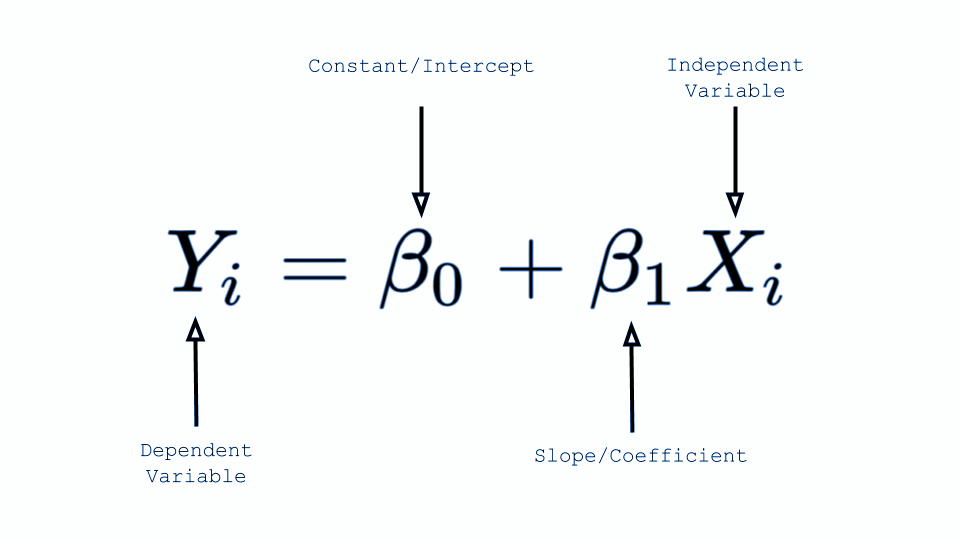 Constant/Intercept
Independent
Variable
Yᵢ = β₀ + β₁Xᵢ
Dependent
Variable
Slope/Coefficient